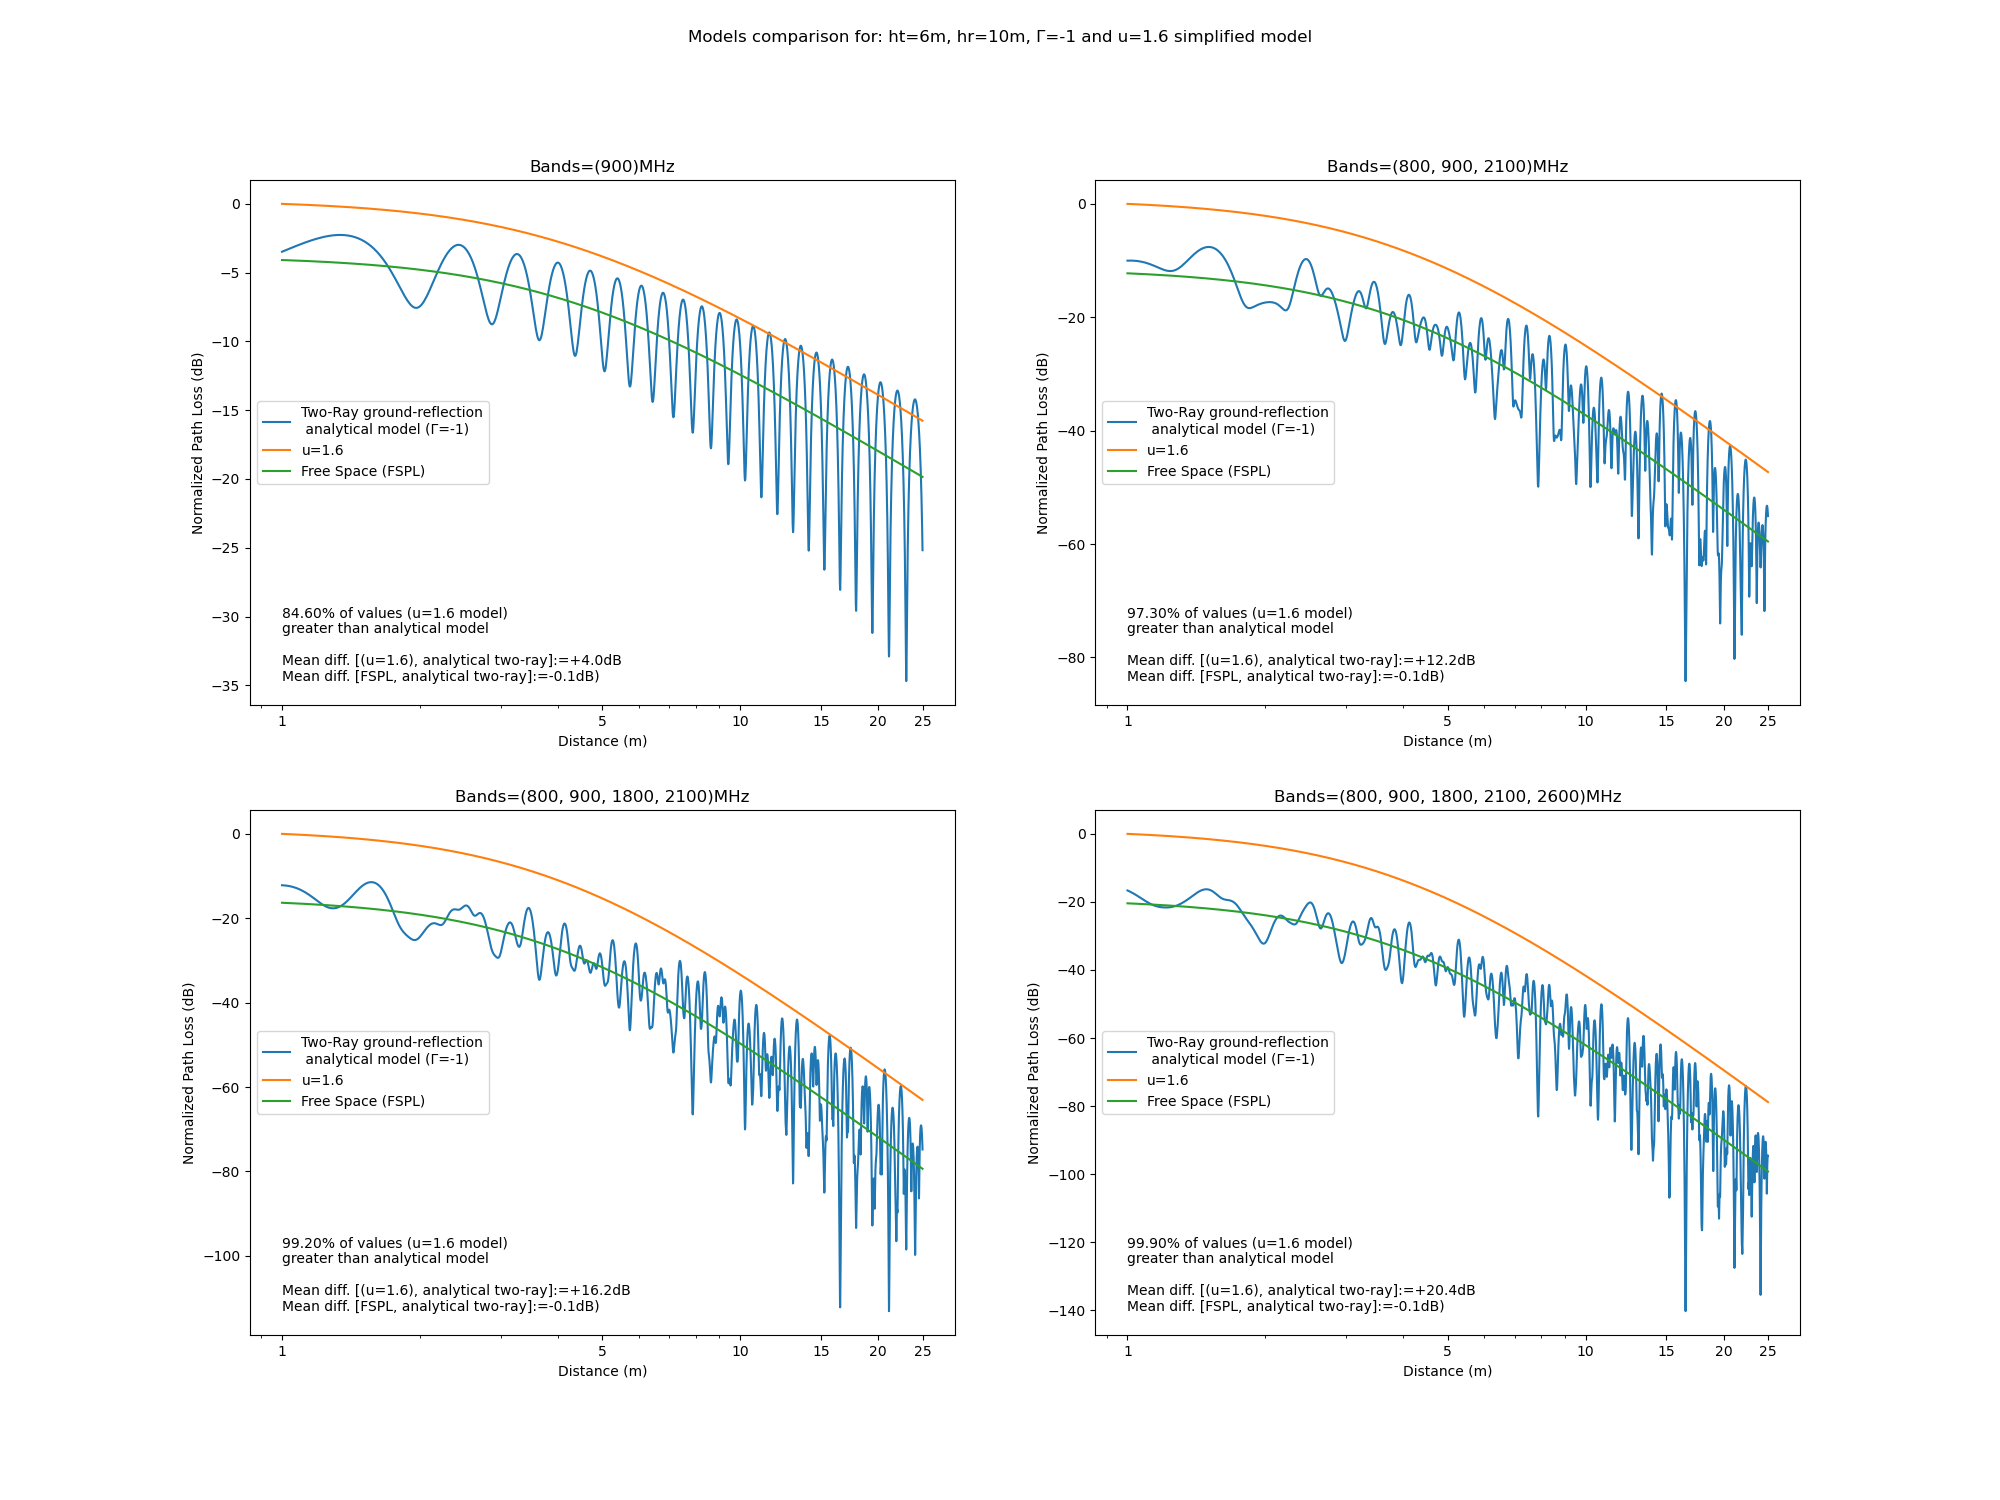 Models comparison for: ht=6m, hr=10m, Γ=-1 and u=1.6 simplified model
Bands=(900)MHz
Normalized Path Loss (dB)
0
−5
−10
−15
−20
−25
−30
−35
Two-Ray ground-reflection
analytical model (Γ=-1)
u=1.6
Free Space (FSPL)
84.60% of values (u=1.6 model)
greater than analytical model
Mean diff. [(u=1.6), analytical two-ray]:=+4.0dB
Mean diff. [FSPL, analytical two-ray]:=-0.1dB)
1 5 10 15 20 25
Distance (m)
Bands=(800, 900, 2100)MHz
Normalized Path Loss (dB)
0
−20
−40
−60
−80
Two-Ray ground-reflection
analytical model (Γ=-1)
u=1.6
Free Space (FSPL)
97.30% of values (u=1.6 model)
greater than analytical model
Mean diff. [(u=1.6), analytical two-ray]:=+12.2dB
Mean diff. [FSPL, analytical two-ray]:=-0.1dB)
1 5 10 15 20 25
Distance (m)
Bands=(800, 900, 1800, 2100)MHz
Normalized Path Loss (dB)
0
−20
−40
−60
−80
−100
Two-Ray ground-reflection
analytical model (Γ=-1)
u=1.6
Free Space (FSPL)
99.20% of values (u=1.6 model)
greater than analytical model
Mean diff. [(u=1.6), analytical two-ray]:=+16.2dB
Mean diff. [FSPL, analytical two-ray]:=-0.1dB)
1 5 10 15 20 25
Distance (m)
Bands=(800, 900, 1800, 2100, 2600)MHz
Normalized Path Loss (dB)
0
−20
−40
−60
−80
−100
−120
−140
Two-Ray ground-reflection
analytical model (Γ=-1)
u=1.6
Free Space (FSPL)
99.90% of values (u=1.6 model)
greater than analytical model
Mean diff. [(u=1.6), analytical two-ray]:=+20.4dB
Mean diff. [FSPL, analytical two-ray]:=-0.1dB)
1 5 10 15 20 25
Distance (m)